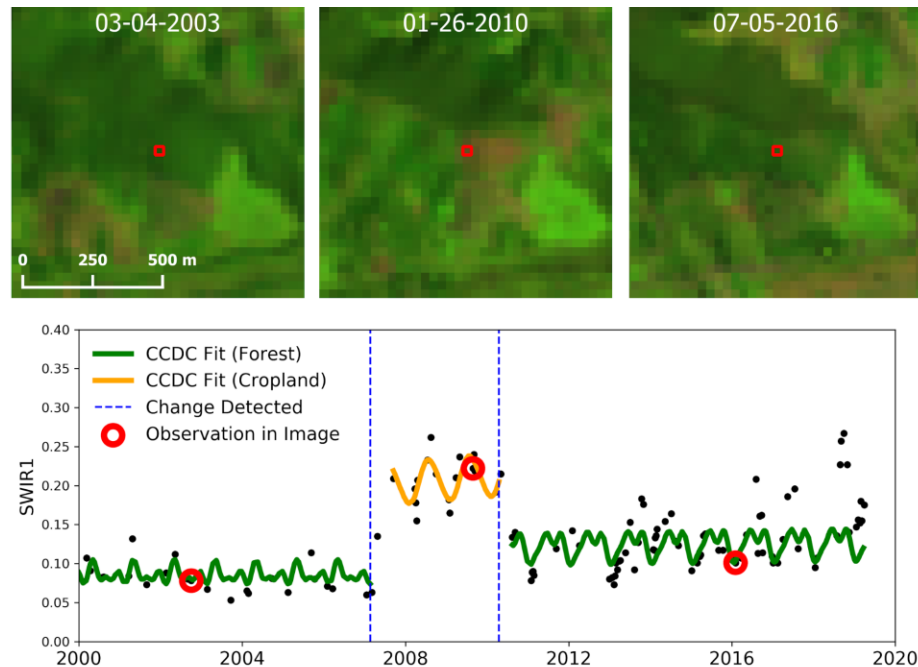 03-04-2003
01-26-2010
07-05-2016
0 250 500 m
0.40
0.35
0.30
0.25
0.20
0.15
0.10
0.05
0.00
SWIR1
CCDC Fit (Forest)
CCDC Fit (Cropland)
Change Detected
Observation in Image
2000 2004 2008 2012 2016 2020